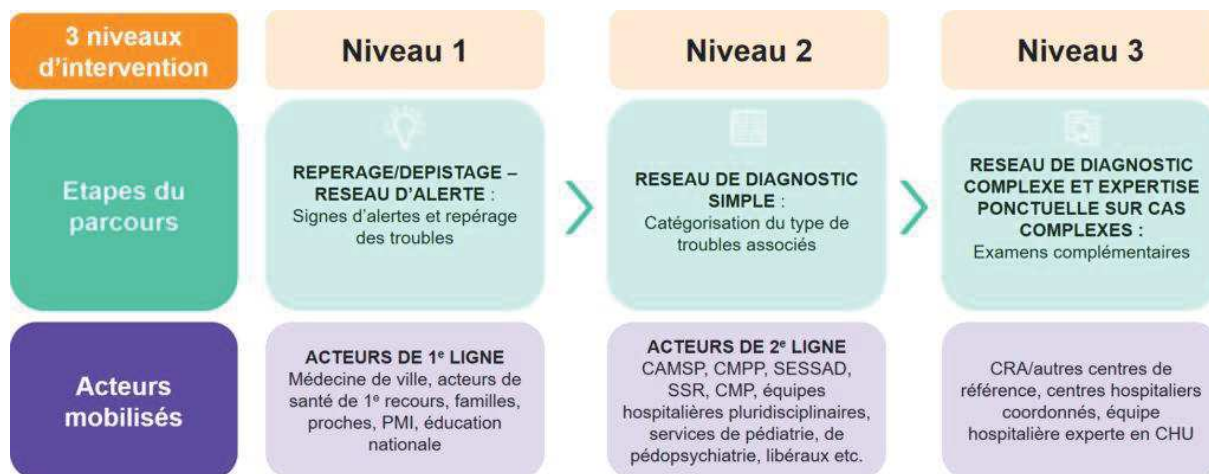 3 niveaux
d'intervention
Niveau 1
Niveau 2
Niveau 3
Etapes du
parcours
REPERAGE/DEPISTAGE –
RESEAU D'ALERTE :
Signes d'alertes et repérage
des troubles
RESEAU DE DIAGNOSTIC
SIMPLE :
Catégorisation du type de
troubles associés
RESEAU DE DIAGNOSTIC
COMPLEXE ET EXPERTISE
PONCTUELLE SUR CAS
COMPLEXES :
Examens complémentaires
Acteurs
mobilisés
ACTEURS DE 1e LIGNE
Médecine de ville, acteurs de
santé de 1e recours, familles,
proches, PMI, éducation
nationale
ACTEURS DE 2e LIGNE
CAMSP, CMPP, SESSAD,
SSR, CMP, équipes
hospitalières pluridisciplinaires,
services de pédiatrie, de
pédopsychiatrie, libéraux etc.
CRA/autres centres de
référence, centres hospitaliers
coordonnés, équipe
hospitalière experte en CHU